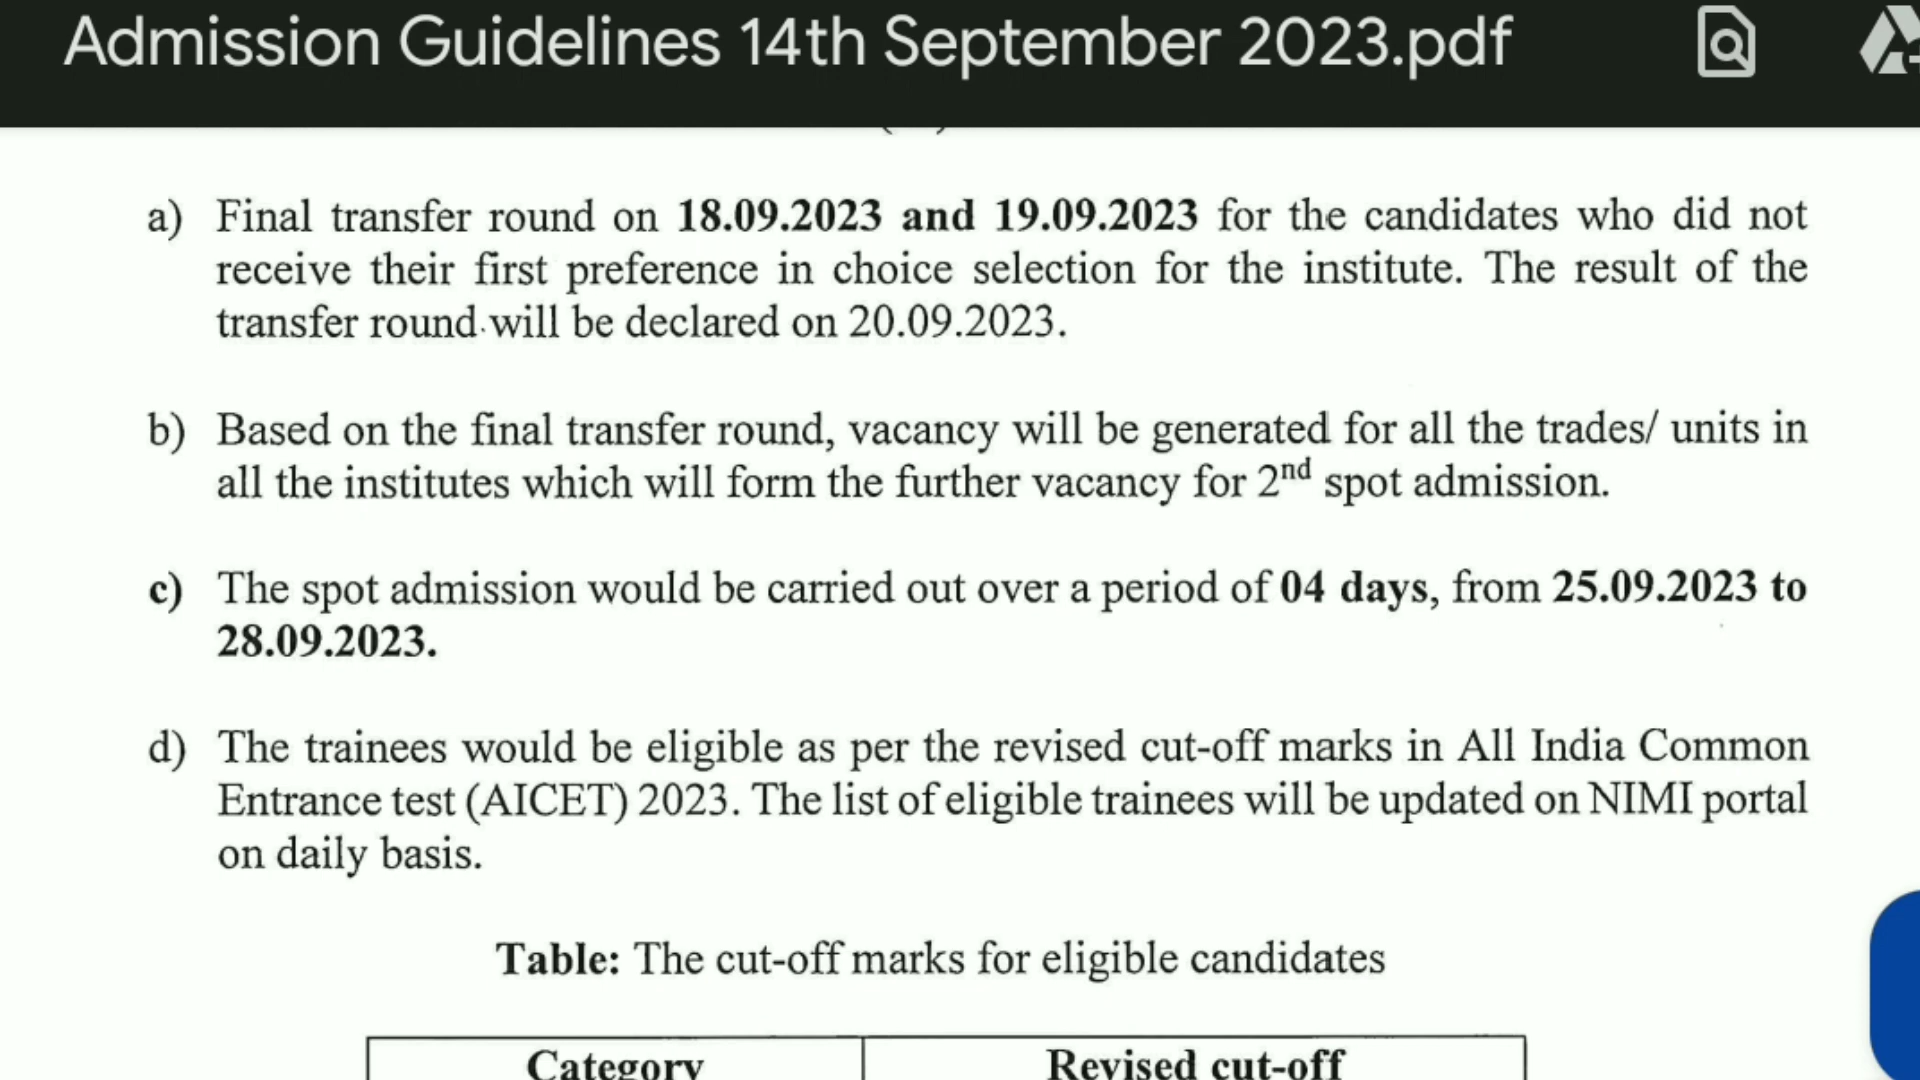 Admission Guidelines 14th September 2023.pdf
a) Final transfer round on 18.09.2023 and 19.09.2023 for the candidates who did not
receive their first preference in choice selection for the institute. The result of the
transfer round will be declared on 20.09.2023.
b) Based on the final transfer round, vacancy will be generated for all the trades/ units in
all the institutes which will form the further vacancy for 2nd spot admission.
c) The spot admission would be carried out over a period of 04 days, from 25.09.2023 to
28.09.2023.
d) The trainees would be eligible as per the revised cut-off marks in All India Common
Entrance test (AICET) 2023. The list of eligible trainees will be updated on NIMI portal
on daily basis.
Table: The cut-off marks for eligible candidates
Category Revised cut-off